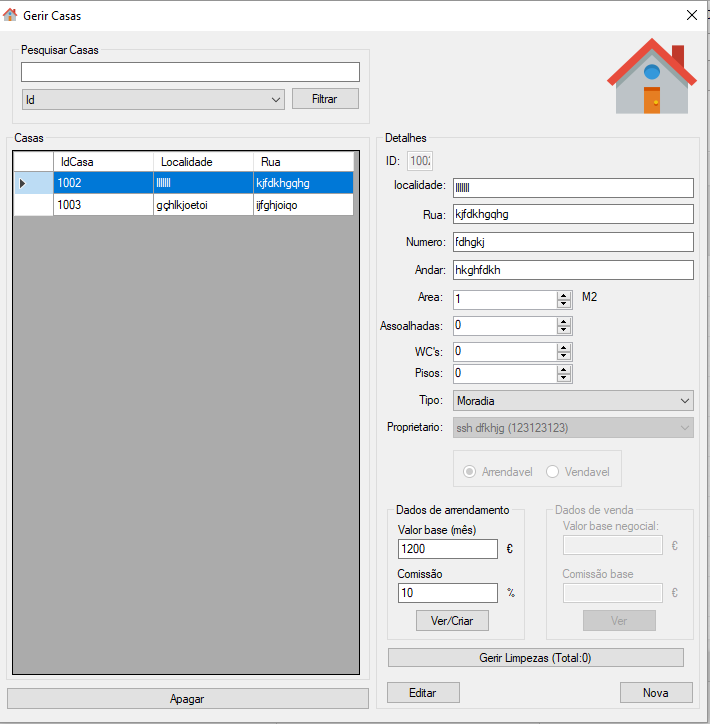 Gerir Casas
Pesquisar Casas
Id
Filtrar
Casas
IdCasa Localidade Rua
1002 lllllll kjfdkhgqhg
1003 gçhlkjoetoi ijfghjoiqo
Apagar
Detalhes
ID: 1002
localidade: lllllll
Rua: kjfdkhgqhg
Numero: fdhgkj
Andar: hkghfdkh
Area: 1 M2
Assoalhadas: 0
WC's: 0
Pisos: 0
Tipo: Moradia
Proprietario: ssh dfkhjg (123123123)
Arrendavel Vendavel
Dados de arrendamento
Valor base (mês)
1200 €
Comissão
10 %
Ver/Criar
Dados de venda
Valor base negocial:
€
Comissão base
€
Ver
Gerir Limpezas (Total:0)
Editar Nova